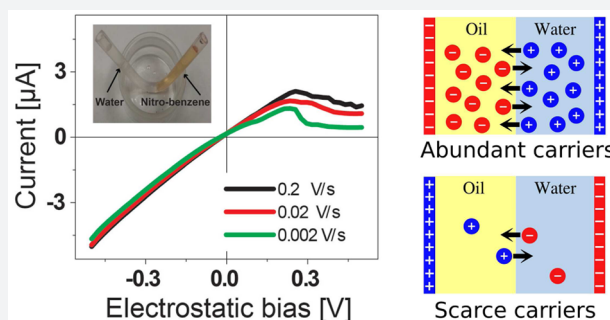 Current [µA]
3
0
-3
Water
Nitro-benzene
0.2 V/s
0.02 V/s
0.002 V/s
-0.3
0.0
0.3
Electrostatic bias [V]
Oil
Water
Abundant carriers
Oil
Water
Scarce carriers